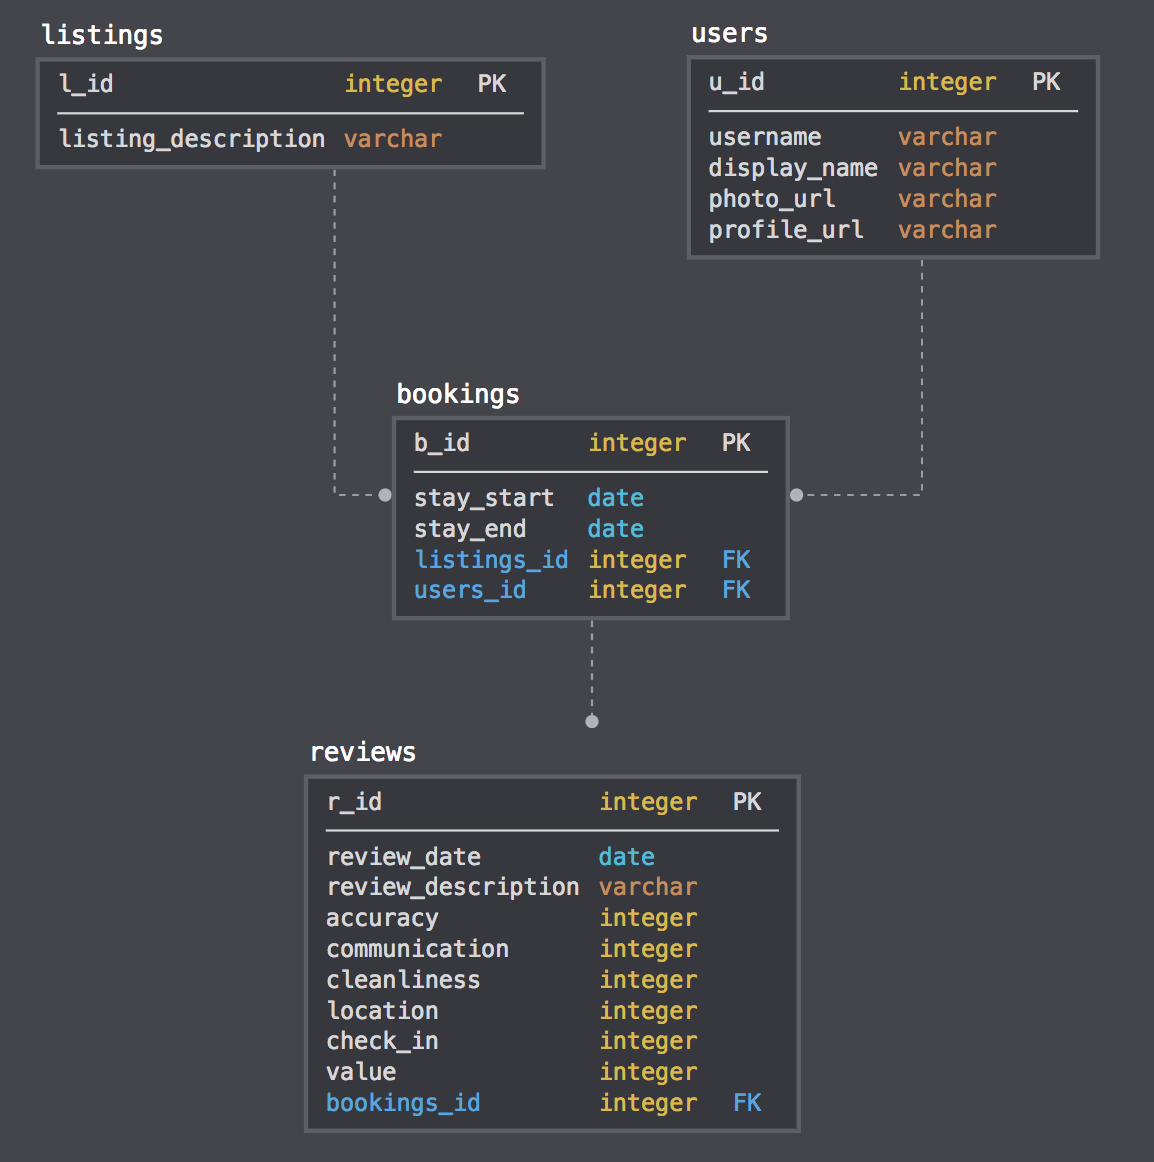 listings
l_id integer PK
listing_description varchar
users
u_id integer PK
username varchar
display_name varchar
photo_url varchar
profile_url varchar
bookings
b_id integer PK
stay_start date
stay_end date
listings_id integer FK
users_id integer FK
reviews
r_id integer PK
review_date date
review_description varchar
accuracy integer
communication integer
cleanliness integer
location integer
check_in integer
value integer
bookings_id integer FK